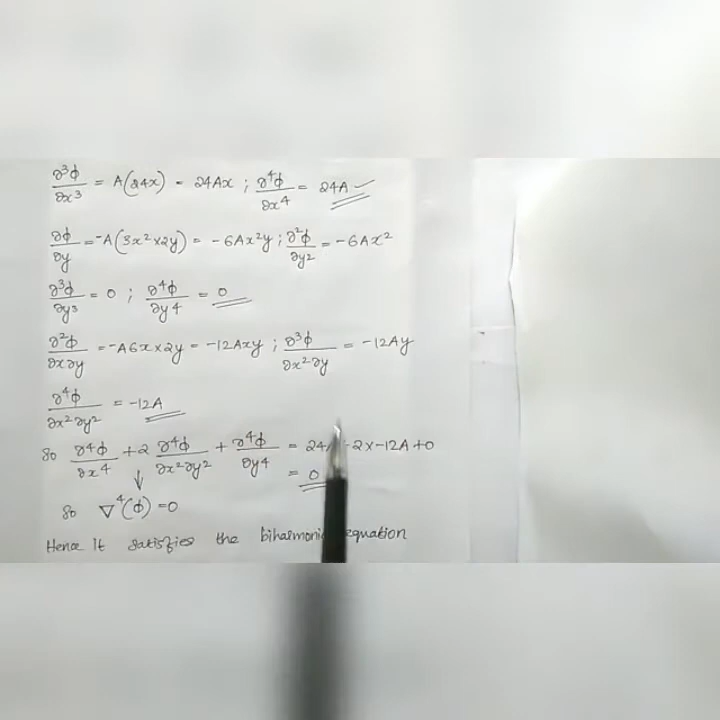 ∂³ϕ/∂x³ = A(24x) = 24Ax ; ∂⁴ϕ/∂x⁴ = 24A ✓
∂ϕ/∂y = -A(3x²×2y) = -6Ax²y ; ∂²ϕ/∂y² = -6Ax²
∂³ϕ/∂y³ = 0 ; ∂⁴ϕ/∂y⁴ = 0
∂²ϕ/∂x∂y = -A6x×2y = -12Axy ; ∂³ϕ/∂x²∂y = -12Ay
∂⁴ϕ/∂x²∂y² = -12A
So ∂⁴ϕ/∂x⁴ + 2 ∂⁴ϕ/∂x²∂y² + ∂⁴ϕ/∂y⁴ = 24A 2×-12A+0
↓ = 0
So ∇⁴(ϕ) = 0
Hence it satisfies the biharmonic equation